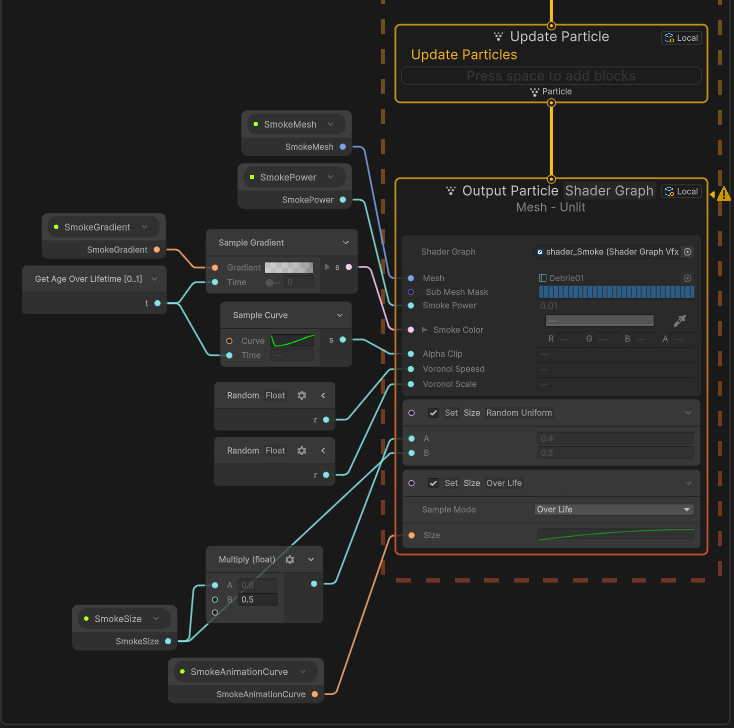 Update Particle
Local
Update Particles
Press space to add blocks
Particle
SmokeMesh
SmokeMesh
SmokePower
SmokePower
SmokeGradient
SmokeGradient
Get Age Over Lifetime [0..1]
t
Sample Gradient
Gradient
s
Time
0
Sample Curve
Curve
s
Time
Random Float
r
Random Float
r
Multiply (float)
A 0.6
B 0.5
SmokeSize
SmokeSize
SmokeAnimationCurve
SmokeAnimationCurve
Output Particle Shader Graph
Local
Mesh - Unlit
Shader Graph
shader_Smoke (Shader Graph Vfx
Mesh
Debrie01
Sub Mesh Mask
Smoke Power
0.01
Smoke Color
R G B A
Alpha Clip
Voronoi Speesd
Voronoi Scale
Set Size Random Uniform
A 0.4
B 0.6
Set Size Over Life
Sample Mode
Over Life
Size